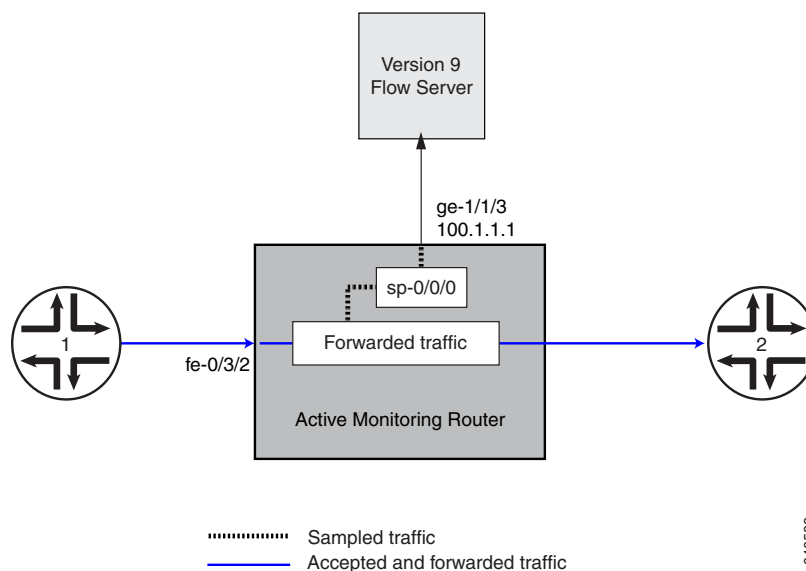 Version 9
Flow Server
ge-1/1/3
100.1.1.1
sp-0/0/0
1
Forwarded traffic
2
fe-0/3/2
Active Monitoring Router
Sampled traffic
Accepted and forwarded traffic